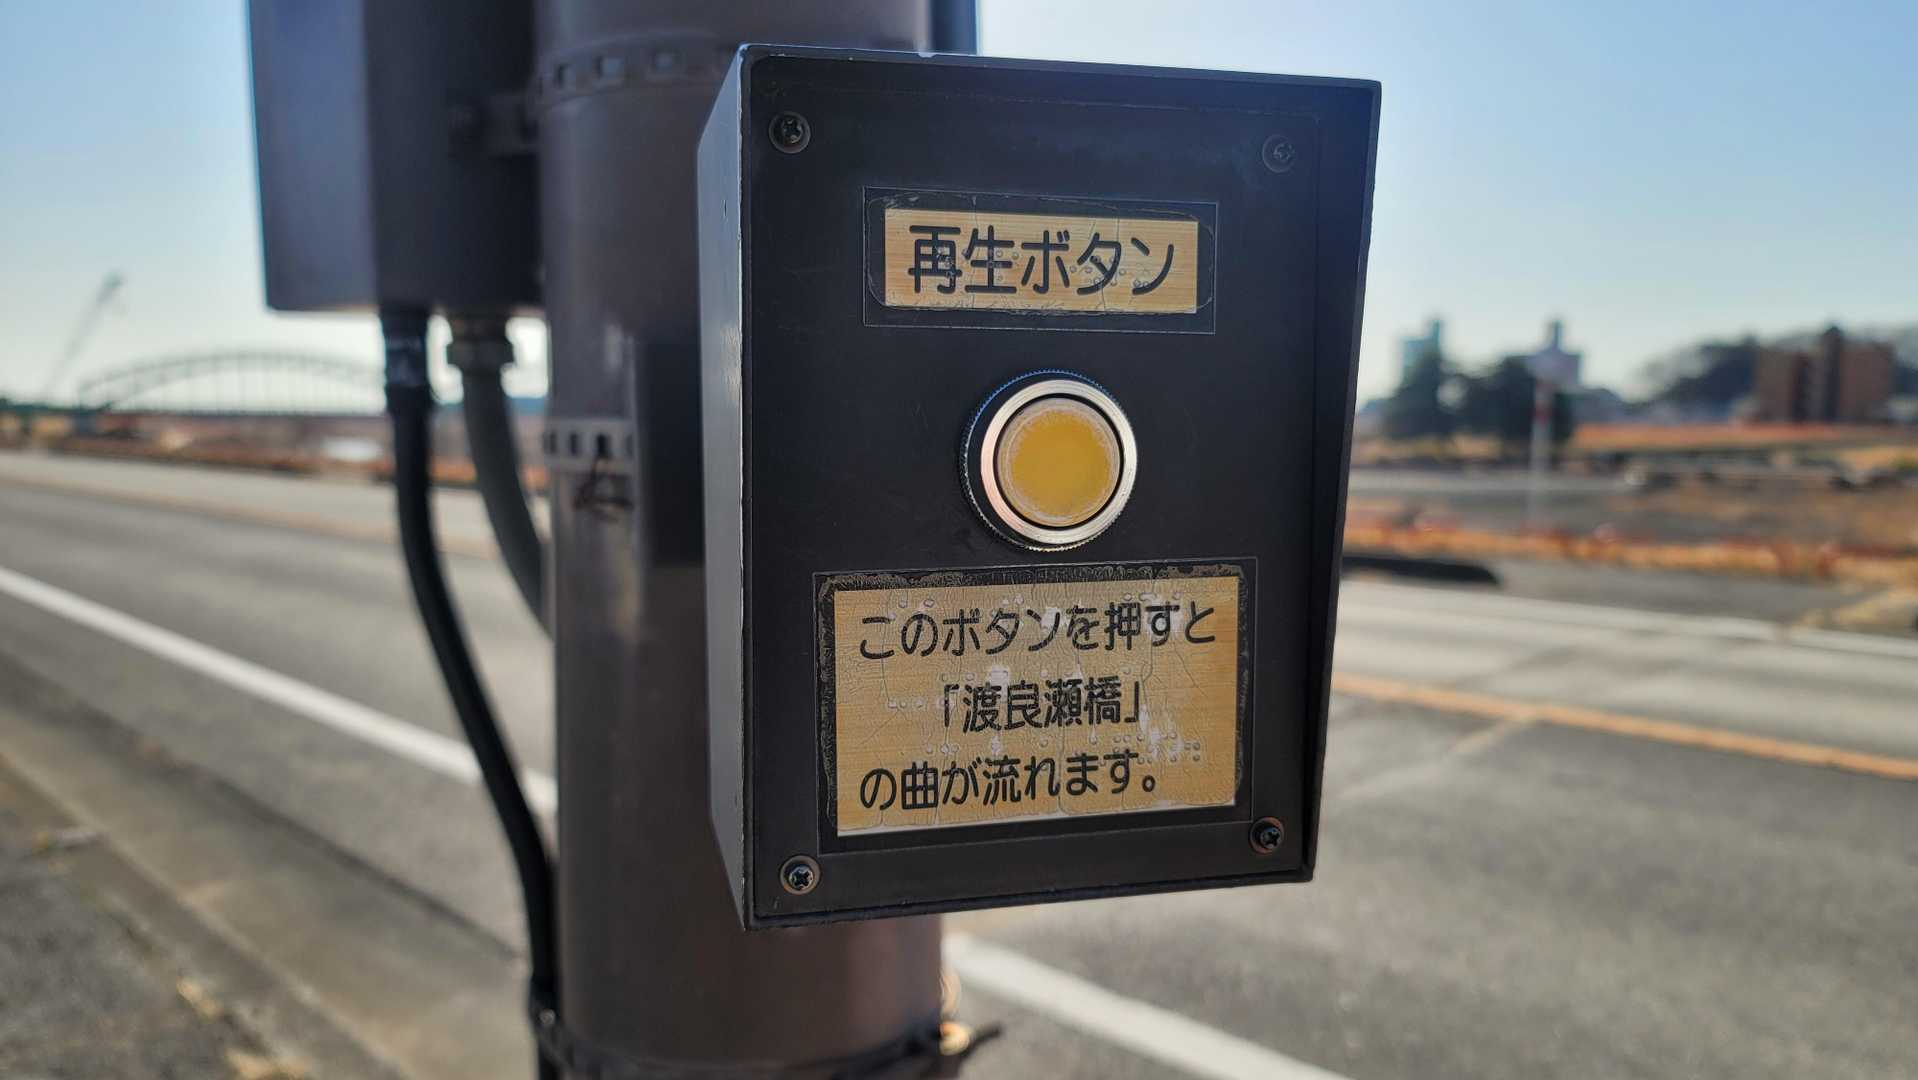 再生ボタン
このボタンを押すと
「渡良瀬橋」
の曲が流れます。